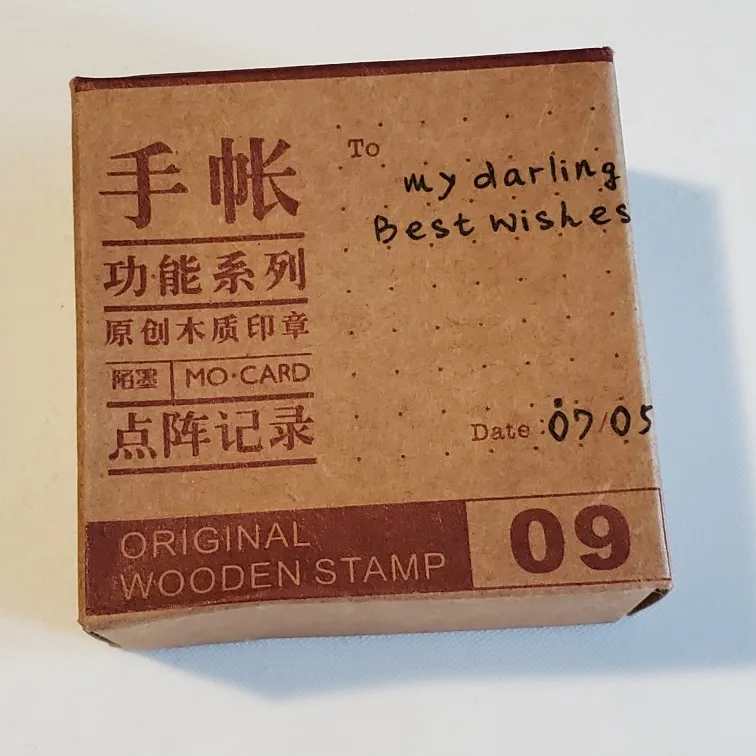 手帐
功能系列
原创木质印章
陌墨 MO·CARD
点阵记录
To
my darling
Best wishes
Date: 07/05
ORIGINAL
WOODEN STAMP
09